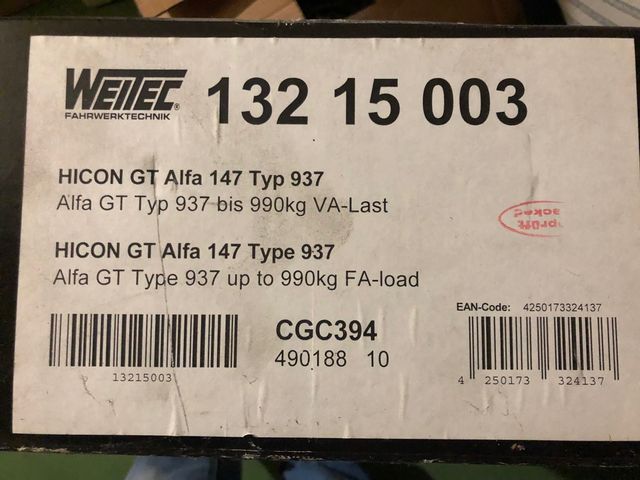 WEITEC®
FAHRWERKTECHNIK
132 15 003
HICON GT Alfa 147 Typ 937
Alfa GT Typ 937 bis 990kg VA-Last
geprüft
HICON GT Alfa 147 Type 937
Alfa GT Type 937 up to 990kg FA-load
EAN-Code: 4250173324137
CGC394
490188 10
13215003
4 250173 324137